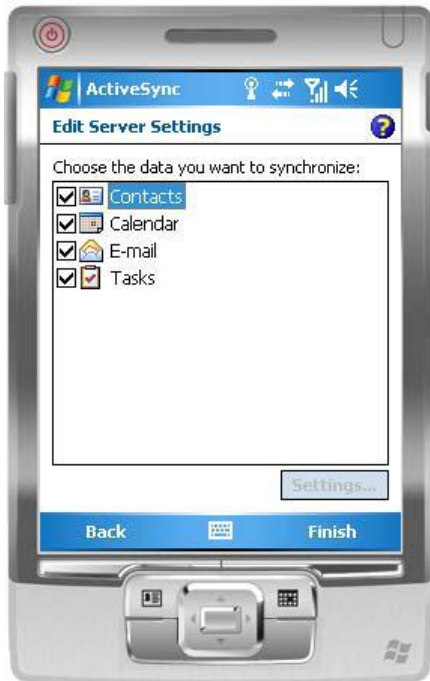 ActiveSync
Edit Server Settings
Choose the data you want to synchronize:
Contacts
Calendar
E-mail
Tasks
Settings...
Back
Finish